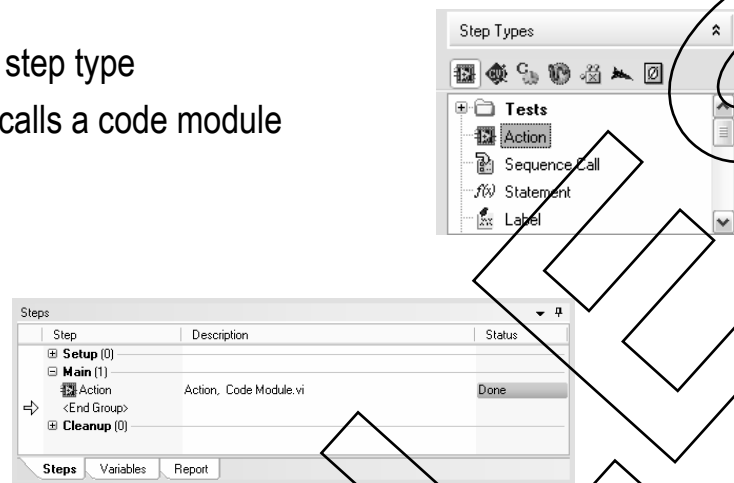 step type
calls a code module
Step Types
Tests
Action
Sequence Call
f(x) Statement
Label
Steps
Step Description Status
Setup (0)
Main (1)
Action Action, Code Module.vi Done
<End Group>
Cleanup (0)
Steps Variables Report